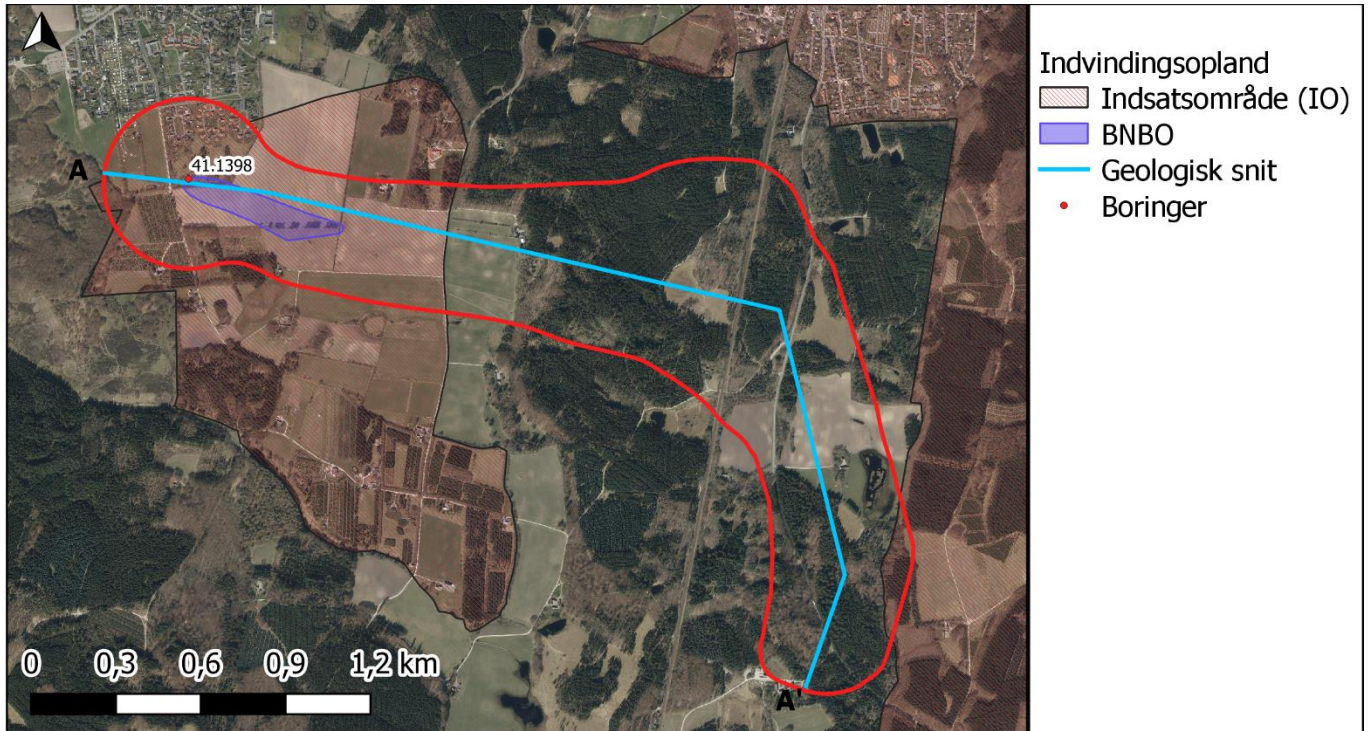 Indvindingsopland
Indsatsområde (IO)
BNBO
Geologisk snit
Boringer
A
41.1398
A'
0 0,3 0,6 0,9 1,2 km